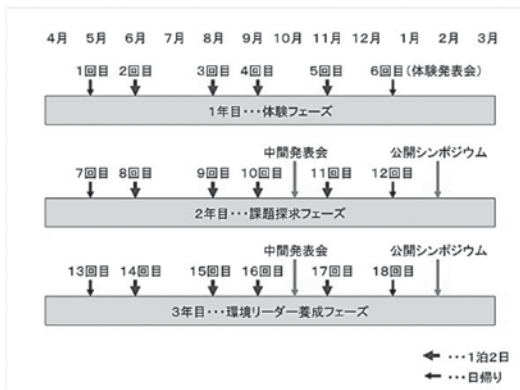 4月 5月 6月 7月 8月 9月 10月 11月 12月 1月 2月 3月
1回目 2回目 3回目 4回目 5回目 6回目(体験発表会)
1年目・・・体験フェーズ
中間発表会 公開シンポジウム
7回目 8回目 9回目 10回目 11回目 12回目
2年目・・・課題探求フェーズ
中間発表会 公開シンポジウム
13回目 14回目 15回目 16回目 17回目 18回目
3年目・・・環境リーダー養成フェーズ
・・・1泊2日
・・・日帰り